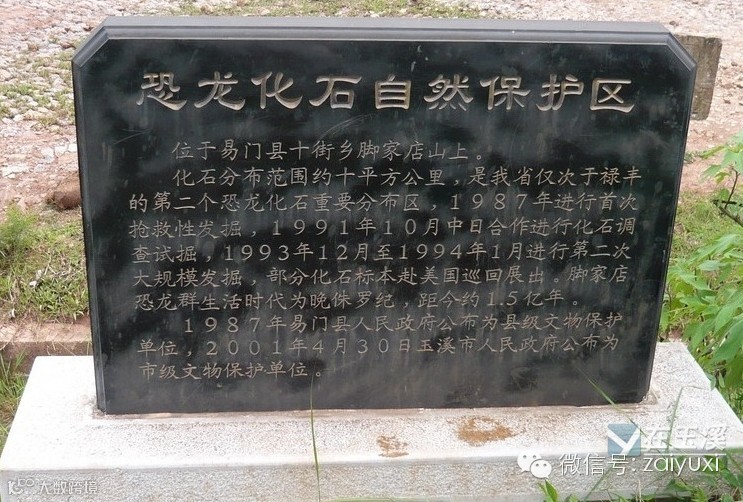 恐龙化石自然保护区
位于易门县十街乡脚家店山上。
化石分布范围约十平方公里，是我省仅次于禄丰
的第二个恐龙化石重要分布区 1987年进行首次
抢救性发掘，1991年10月中日合作进行化石调
查试掘，1993年12月至1994年1月进行第二次
大规模发掘，部分化石标本赴美国巡回展出。脚家店
恐龙群生活时代为晚侏罗纪，距今约1.5亿年。
1987年易门县人民政府公布为县级文物保护
单位，2001年4月30日玉溪市人民政府公布为
市级文物保护单位。
在玉溪
微信号: zaiyuxi
大数跨境